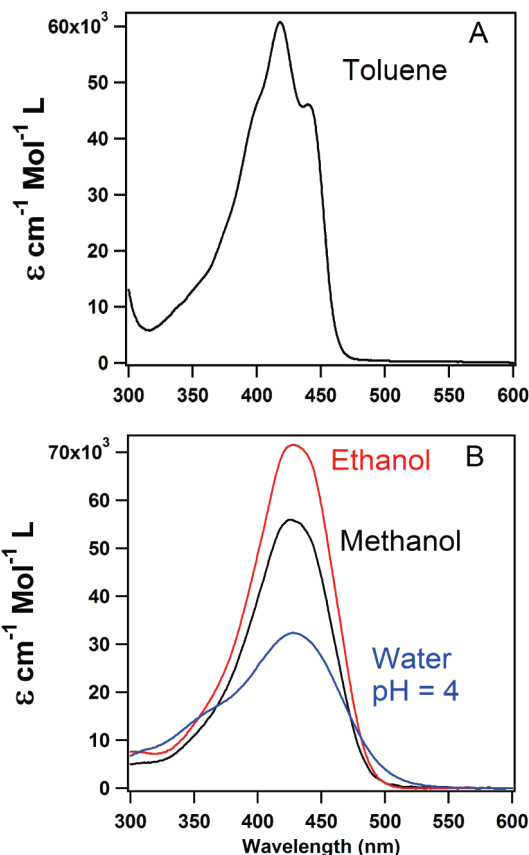 A
Toluene
ε cm⁻¹ Mol⁻¹ L
60x10³
50
40
30
20
10
0
300 350 400 450 500 550 600
B
Ethanol
Methanol
Water
pH = 4
ε cm⁻¹ Mol⁻¹ L
70x10³
60
50
40
30
20
10
0
300 350 400 450 500 550 600
Wavelength (nm)